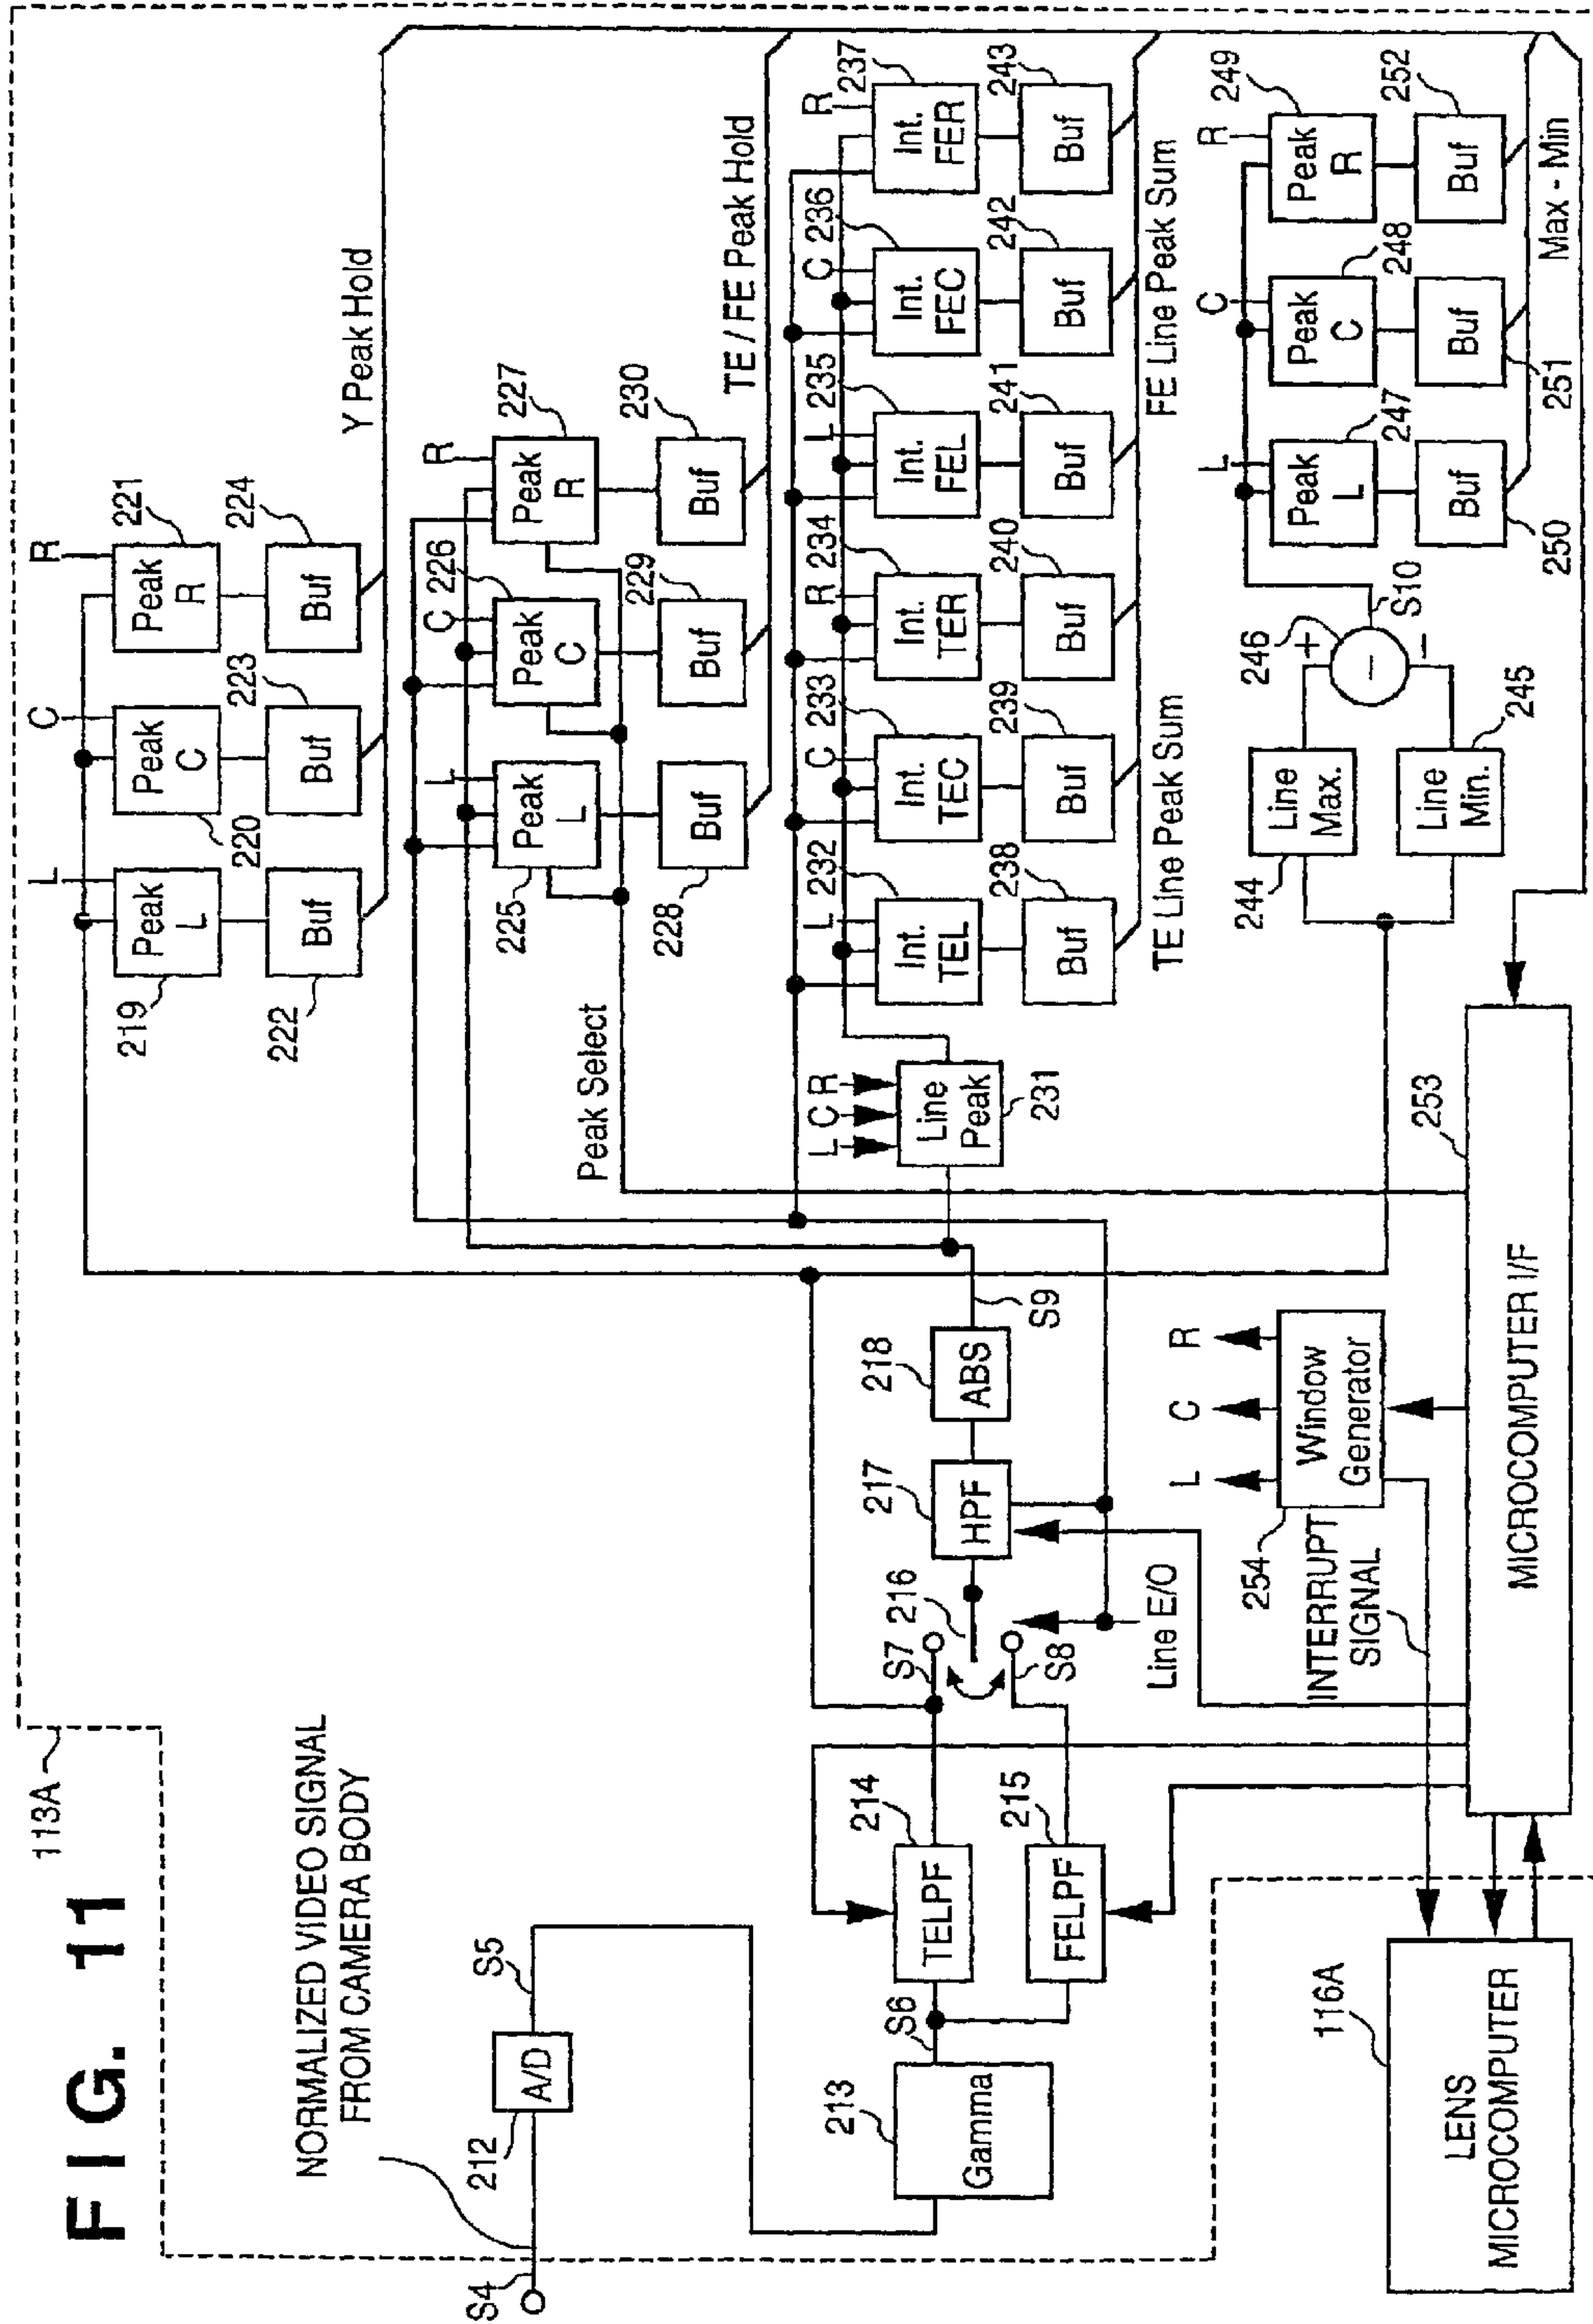 FIG. 11
113A
NORMALIZED VIDEO SIGNAL
FROM CAMERA BODY
S4
212
A/D
S5
213
Gamma
S6
214
TELPF
215
FELPF
S7
S8
216
217
HPF
218
ABS
S9
Line E/O
L C R
Line
Peak
231
Peak Select
L
C
R
219
Peak
L
220
Peak
C
221
Peak
R
222
Buf
223
Buf
224
Buf
Y Peak Hold
L
C
R
225
Peak
L
226
Peak
C
227
Peak
R
228
Buf
229
Buf
230
Buf
TE / FE Peak Hold
L
232
Int.
TEL
C
233
Int.
TEC
R
234
Int.
TER
L
235
Int.
FEL
C
236
Int.
FEC
R
237
Int.
FER
238
Buf
239
Buf
240
Buf
241
Buf
242
Buf
243
Buf
TE Line Peak Sum
FE Line Peak Sum
244
Line
Max.
245
Line
Min.
246
+
−
−
S10
L
C
R
247
Peak
L
248
Peak
C
249
Peak
R
250
Buf
251
Buf
252
Buf
Max - Min
L C R
254
Window
Generator
INTERRUPT
SIGNAL
253
MICROCOMPUTER I/F
116A
LENS
MICROCOMPUTER